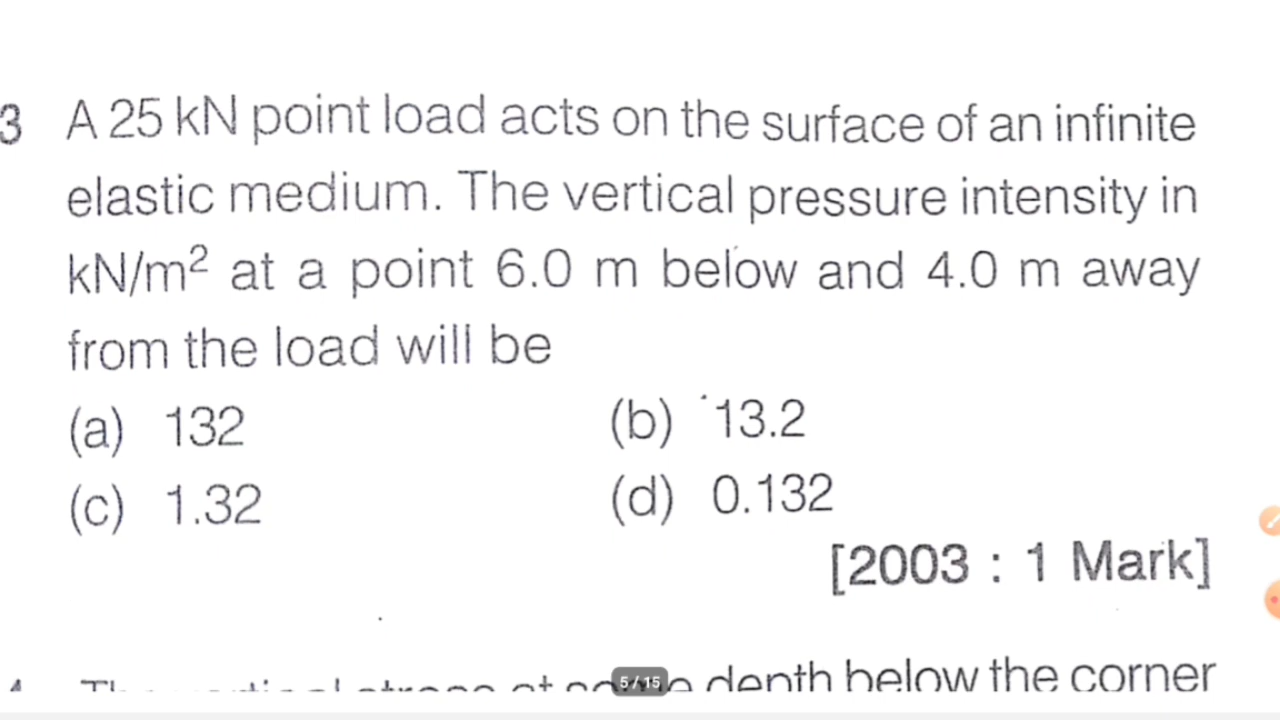 3 A 25 kN point load acts on the surface of an infinite
elastic medium. The vertical pressure intensity in
kN/m² at a point 6.0 m below and 4.0 m away
from the load will be
(a) 132 (b) 13.2
(c) 1.32 (d) 0.132
[2003 : 1 Mark]
depth below the corner
5 / 15